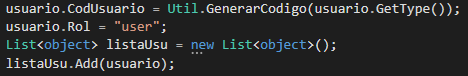 usuario.CodUsuario = Util.GenerarCodigo(usuario.GetType());
usuario.Rol = "user";
List<object> listaUsu = new List<object>();
listaUsu.Add(usuario);